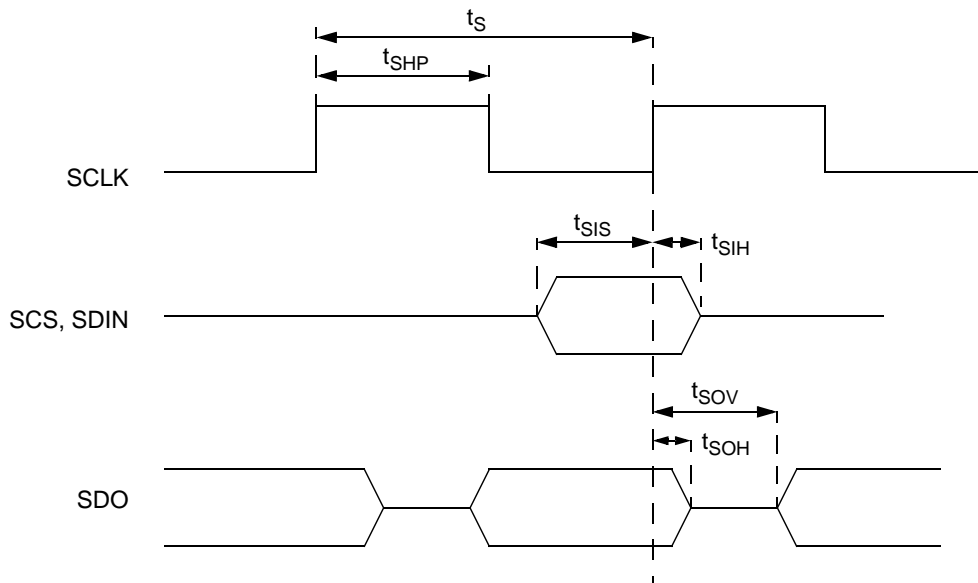 tS
tSHP
SCLK
tSIS
tSIH
SCS, SDIN
tSOV
tSOH
SDO